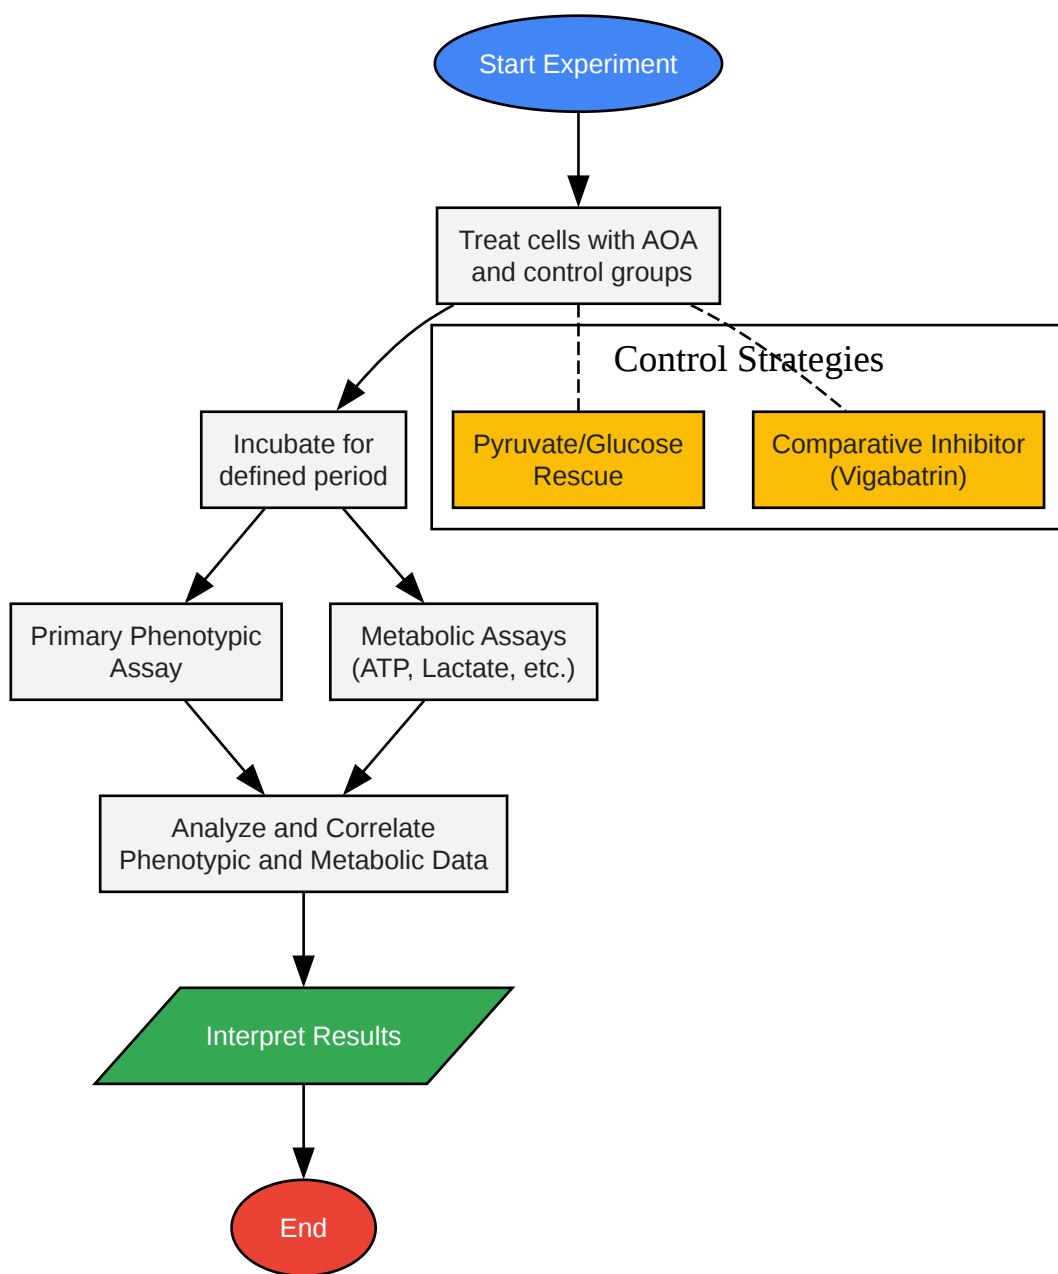 Start Experiment
Treat cells with AOA
and control groups
Control Strategies
Incubate for
defined period
Pyruvate/Glucose
Rescue
Comparative Inhibitor
(Vigabatrin)
Primary Phenotypic
Assay
Metabolic Assays
(ATP, Lactate, etc.)
Analyze and Correlate
Phenotypic and Metabolic Data
Interpret Results
End